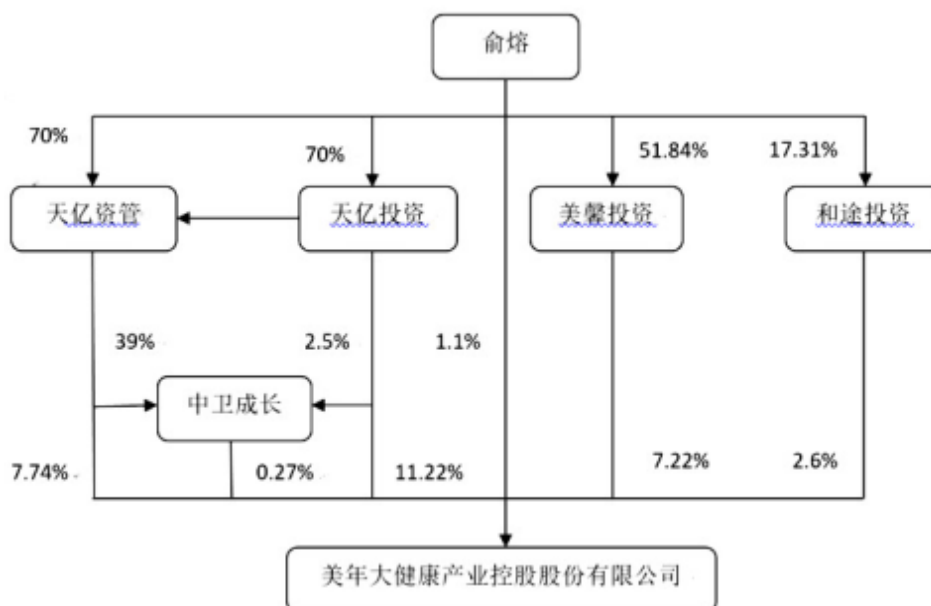 俞熔
70%
70%
51.84%
17.31%
天亿资管
天亿投资
美馨投资
和途投资
39%
2.5%
1.1%
中卫成长
7.74%
0.27%
11.22%
7.22%
2.6%
美年大健康产业控股股份有限公司